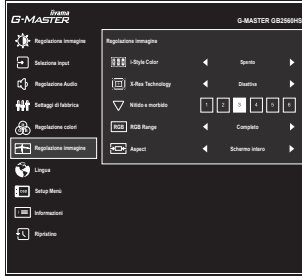 iiyama
G-MASTER
G-MASTER GB2560HS
Regolazione immagine
Seleziona input
Regolazione Audio
Settaggi di fabbrica
Regolazione colori
Regolazione immagine
Lingua
OSD Setup Menù
Informazioni
Ripristino
Regolazione immagine
i-Style Color Spento
X-Res Technology Disattiva
Nitido e morbido 1 2 3 4 5 6
RGB RGB Range Completo
Aspect Schermo intero